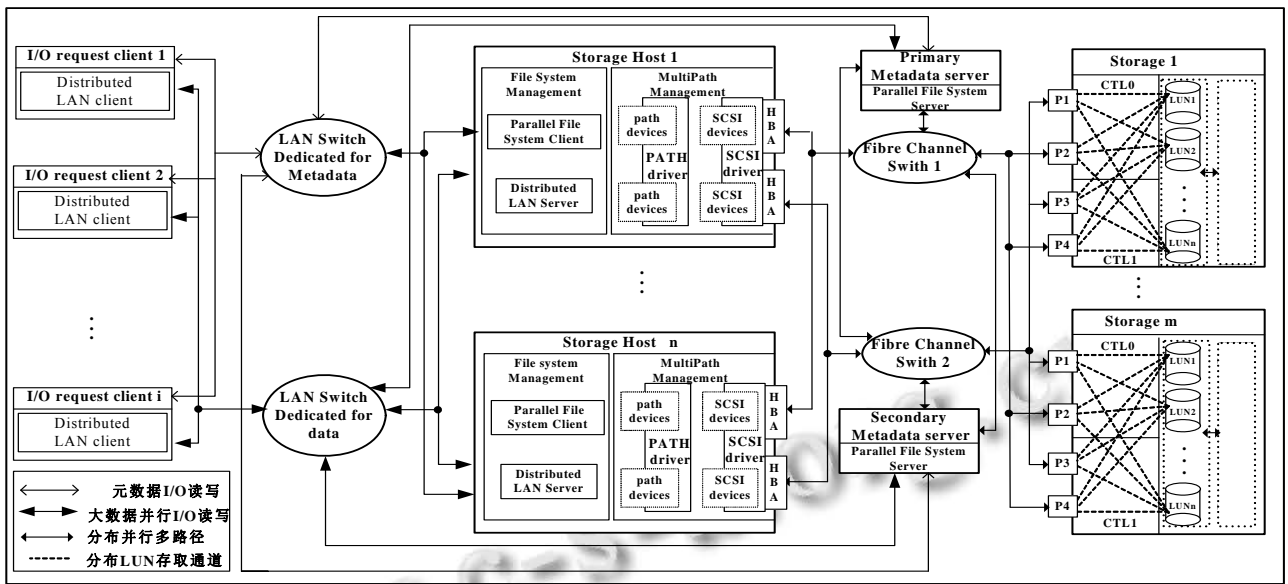 I/O request client 1
Distributed
LAN client
I/O request client 2
Distributed
LAN client
⋮
I/O request client i
Distributed
LAN client
元数据I/O读写
大数据并行I/O读写
分布并行多路径
分布LUN存取通道
LAN Switch
Dedicated for
Metadata
LAN Switch
Dedicated for
data
Storage Host 1
File System
Management
Parallel File
System Client
Distributed
LAN Server
MultiPath
Management
path
devices
PATH
driver
path
devices
SCSI
devices
SCSI
driver
SCSI
devices
H
B
A
H
B
A
⋮
Storage Host n
File system
Management
Parallel File
System Client
Distributed
LAN Server
MultiPath
Management
path
devices
PATH
driver
path
devices
SCSI
devices
SCSI
driver
SCSI
devices
H
B
A
H
B
A
Primary
Metadata server
Parallel File System
Server
Fibre Channel
Swith 1
Fibre Channel
Swith 2
Secondary
Metadata server
Parallel File System
Server
Storage 1
P1
P2
P3
P4
CTL0
CTL1
LUN1
LUN2
⋮
LUNn
⋮
Storage m
P1
P2
P3
P4
CTL0
CTL1
LUN1
LUN2
⋮
LUNn